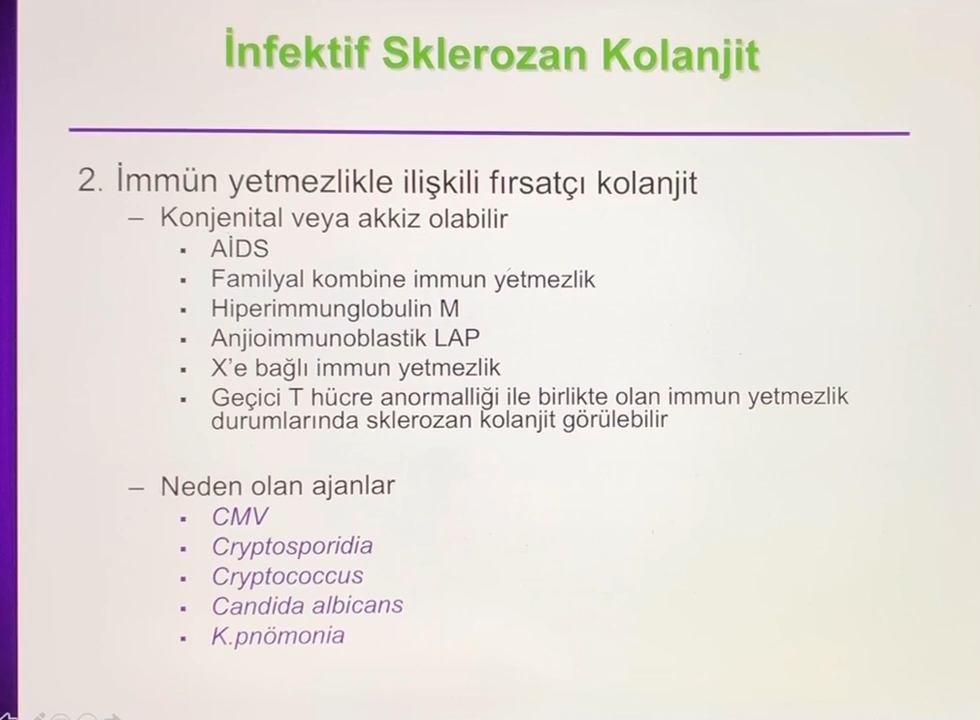 İnfektif Sklerozan Kolanjit
2. İmmün yetmezlikle ilişkili fırsatçı kolanjit
– Konjenital veya akkiz olabilir
▪ AİDS
▪ Familyal kombine immun yetmezlik
▪ Hiperimmunglobulin M
▪ Anjioimmunoblastik LAP
▪ X'e bağlı immun yetmezlik
▪ Geçici T hücre anormalliği ile birlikte olan immun yetmezlik
durumlarında sklerozan kolanjit görülebilir
– Neden olan ajanlar
▪ CMV
▪ Cryptosporidia
▪ Cryptococcus
▪ Candida albicans
▪ K.pnömonia